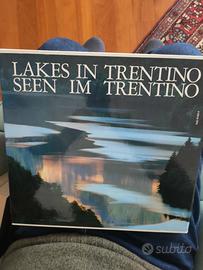 LAKES IN TRENTINO
SEEN IM TRENTINO
subito